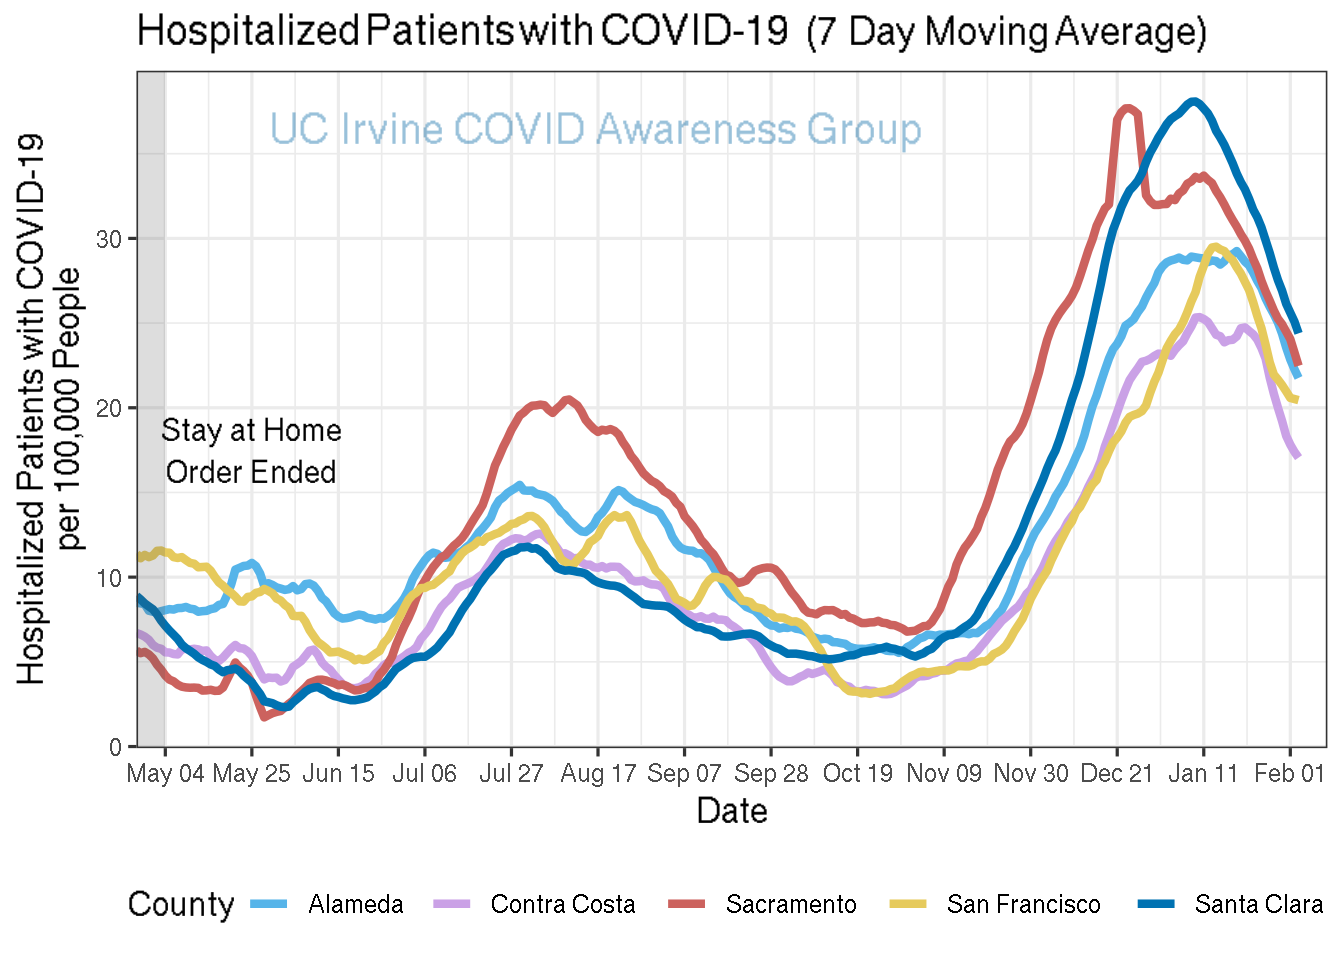 Hospitalized Patients with COVID-19 (7 Day Moving Average)
UC Irvine COVID Awareness Group
Hospitalized Patients with COVID-19
per 100,000 People
30
20
10
0
Stay at Home
Order Ended
May 04 May 25 Jun 15 Jul 06 Jul 27 Aug 17 Sep 07 Sep 28 Oct 19 Nov 09 Nov 30 Dec 21 Jan 11 Feb 01
Date
County Alameda Contra Costa Sacramento San Francisco Santa Clara